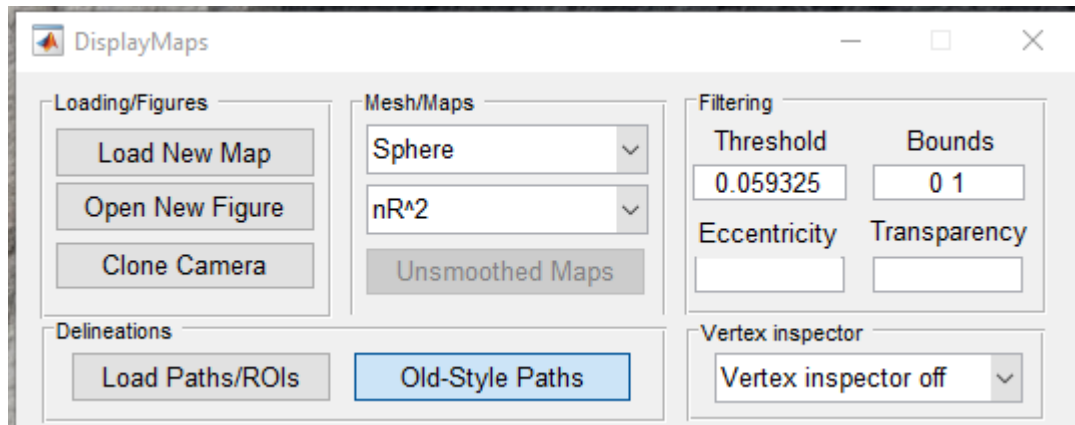 DisplayMaps
Loading/Figures
Load New Map
Open New Figure
Clone Camera
Mesh/Maps
Sphere
nR^2
Unsmoothed Maps
Filtering
Threshold Bounds
0.059325 0 1
Eccentricity Transparency
Delineations
Load Paths/ROIs Old-Style Paths
Vertex inspector
Vertex inspector off